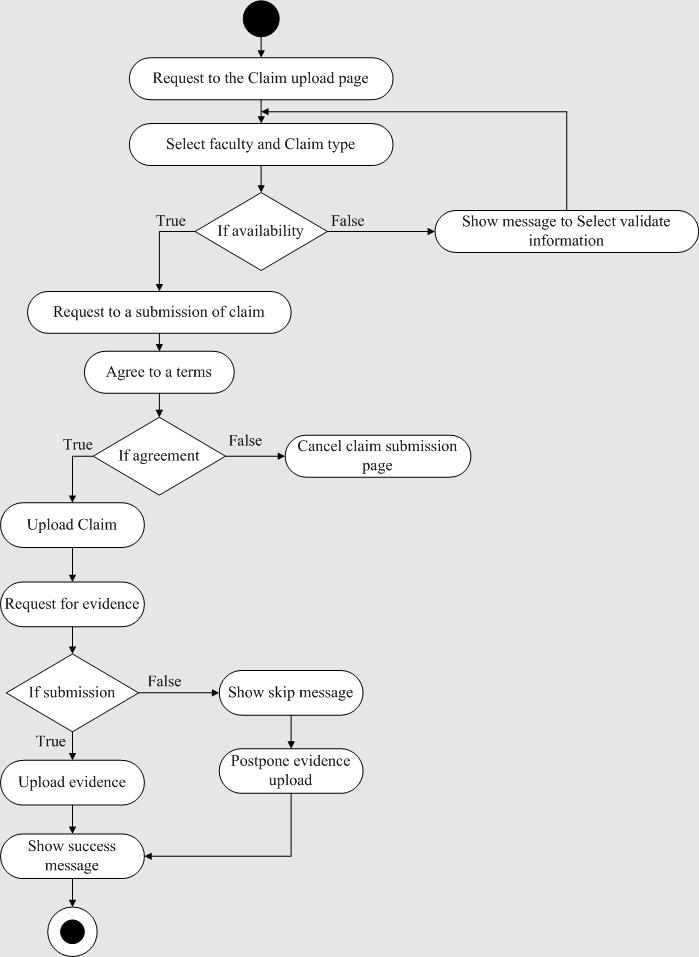 Request to the Claim upload page
Select faculty and Claim type
True
If availability
False
Show message to Select validate
information
Request to a submission of claim
Agree to a terms
True
If agreement
False
Cancel claim submission
page
Upload Claim
Request for evidence
If submission
False
Show skip message
True
Upload evidence
Postpone evidence
upload
Show success
message